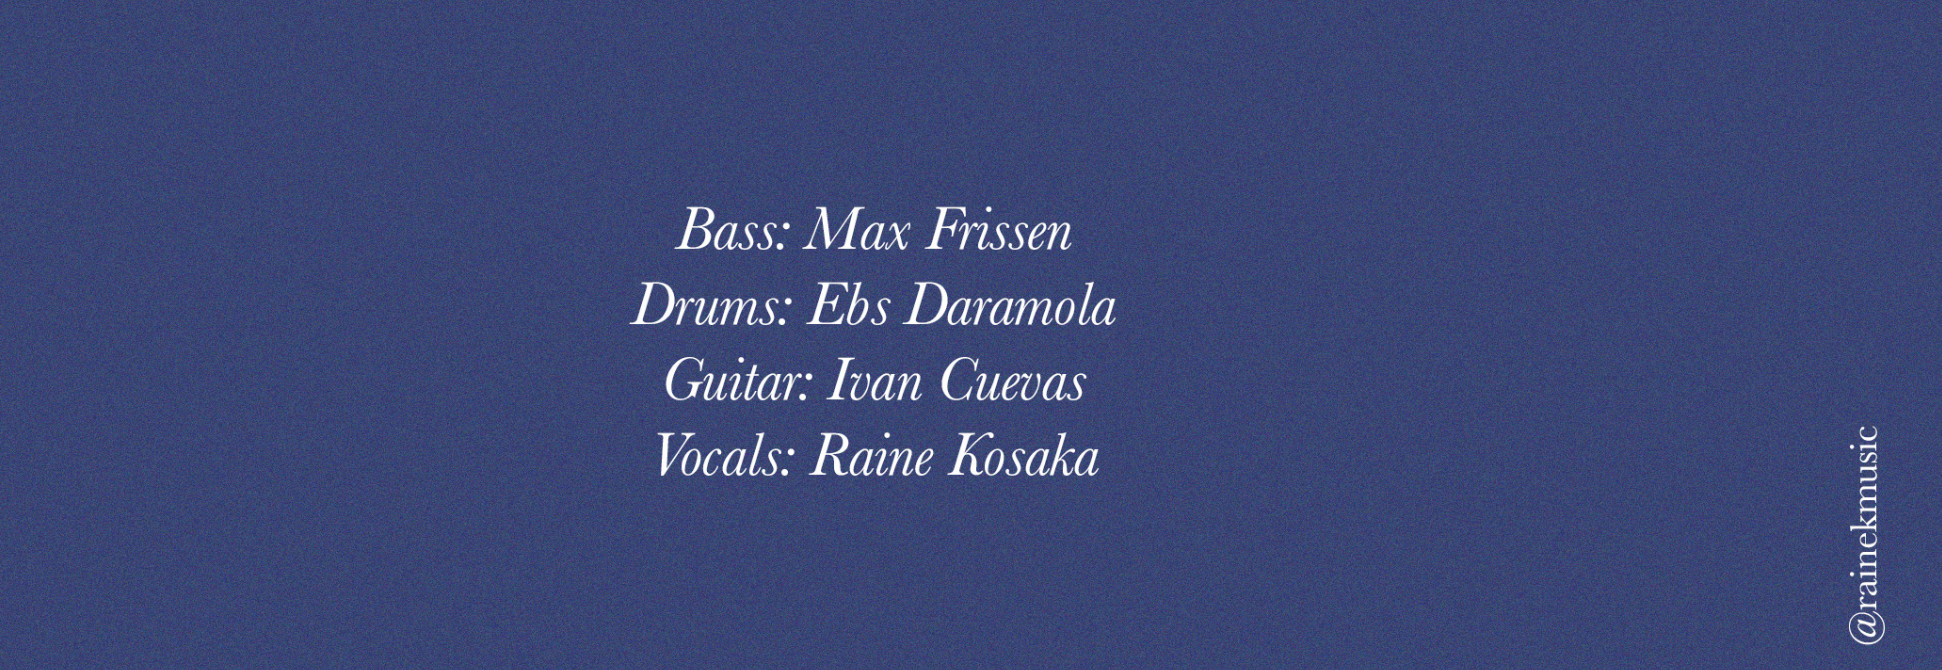 Bass: Max Frissen
Drums: Ebs Daramola
Guitar: Ivan Cuevas
Vocals: Raine Kosaka
@rainekmusic